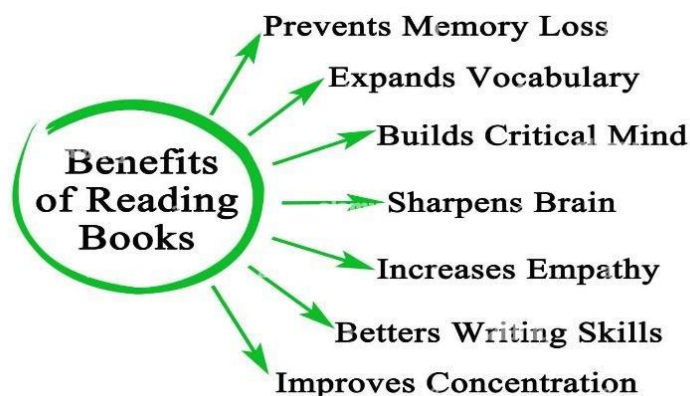 Prevents Memory Loss
Expands Vocabulary
Builds Critical Mind
Benefits
of Reading
Books
Sharpens Brain
Increases Empathy
Betters Writing Skills
Improves Concentration